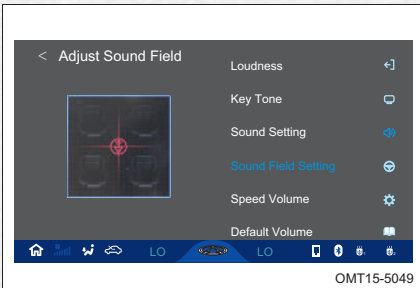 < Adjust Sound Field
Loudness
Key Tone
Sound Setting
Sound Field Setting
Speed Volume
Default Volume
LO
LO
OMT15-5049